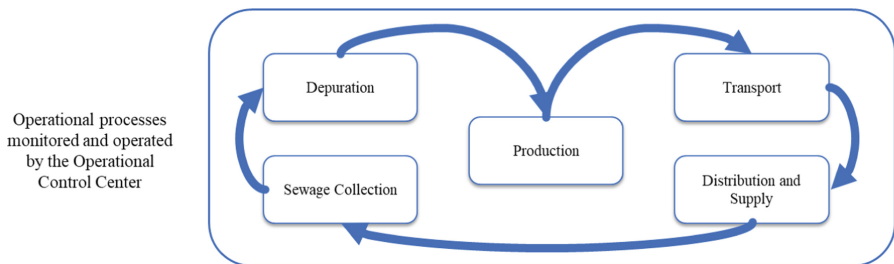 Operational processes
monitored and operated
by the Operational
Control Center
Depuration
Production
Transport
Sewage Collection
Distribution and
Supply